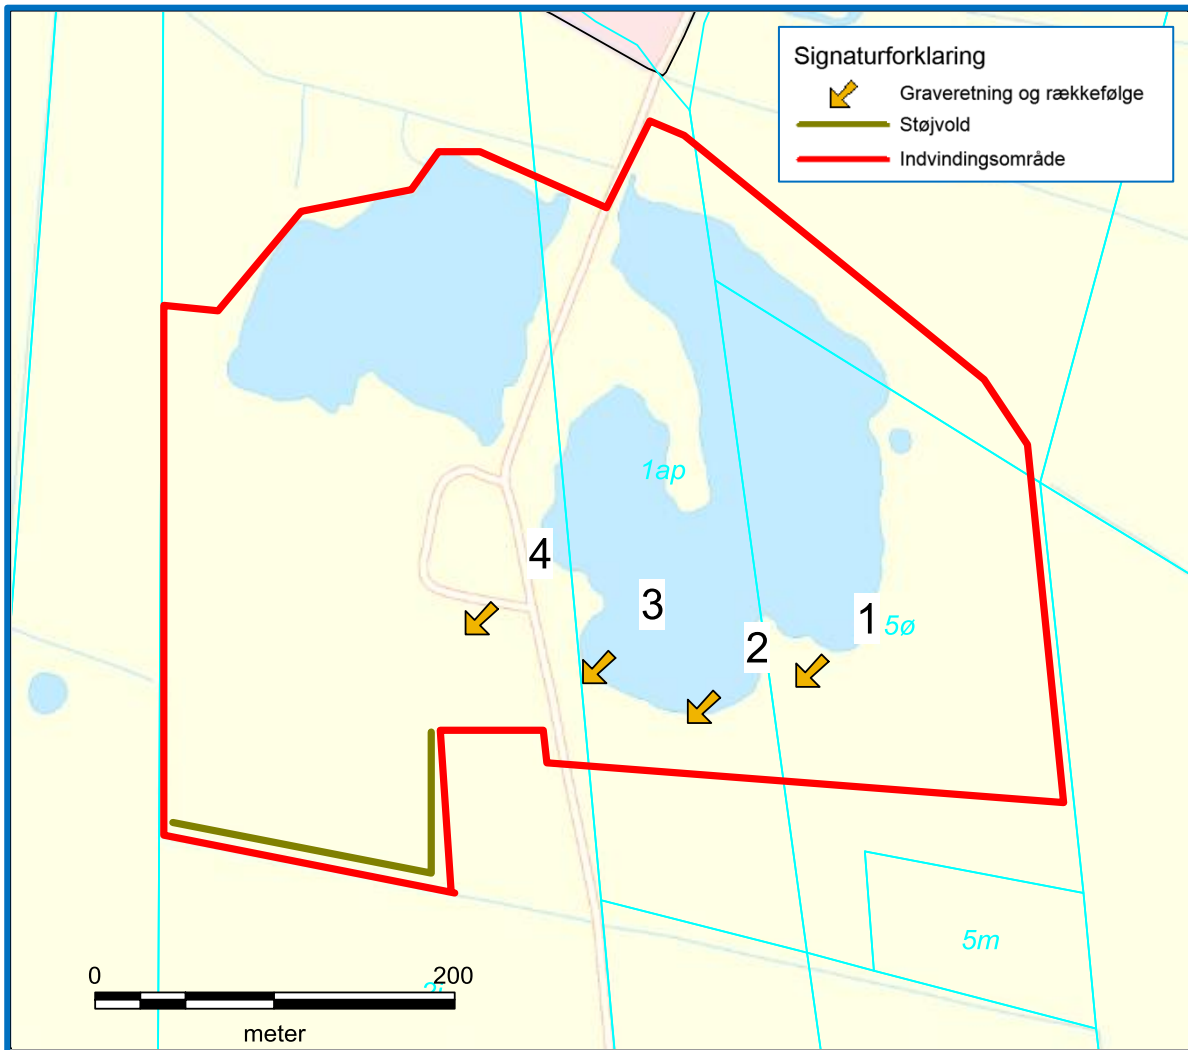 Signaturforklaring
Graveretning og rækkefølge
Støjvold
Indvindingsområde
1ap
4
3
1
5ø
2
5m
0
200
meter